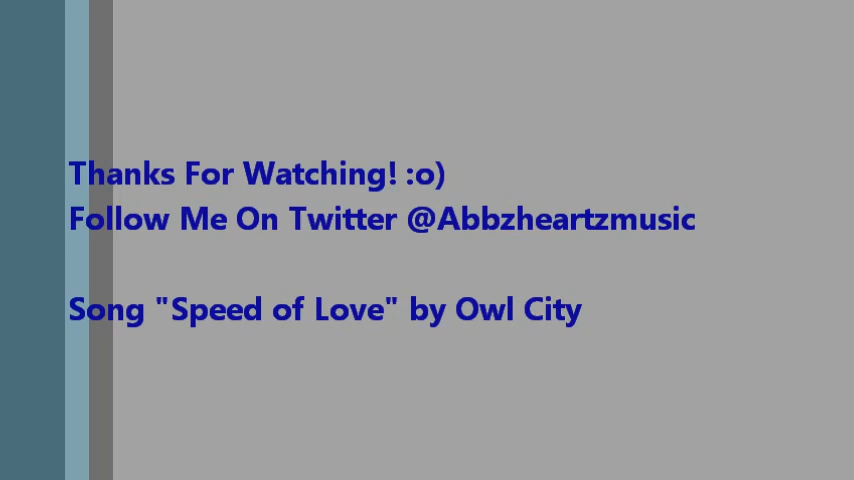 Thanks For Watching! :o)
Follow Me On Twitter @Abbzheartzmusic
Song "Speed of Love" by Owl City